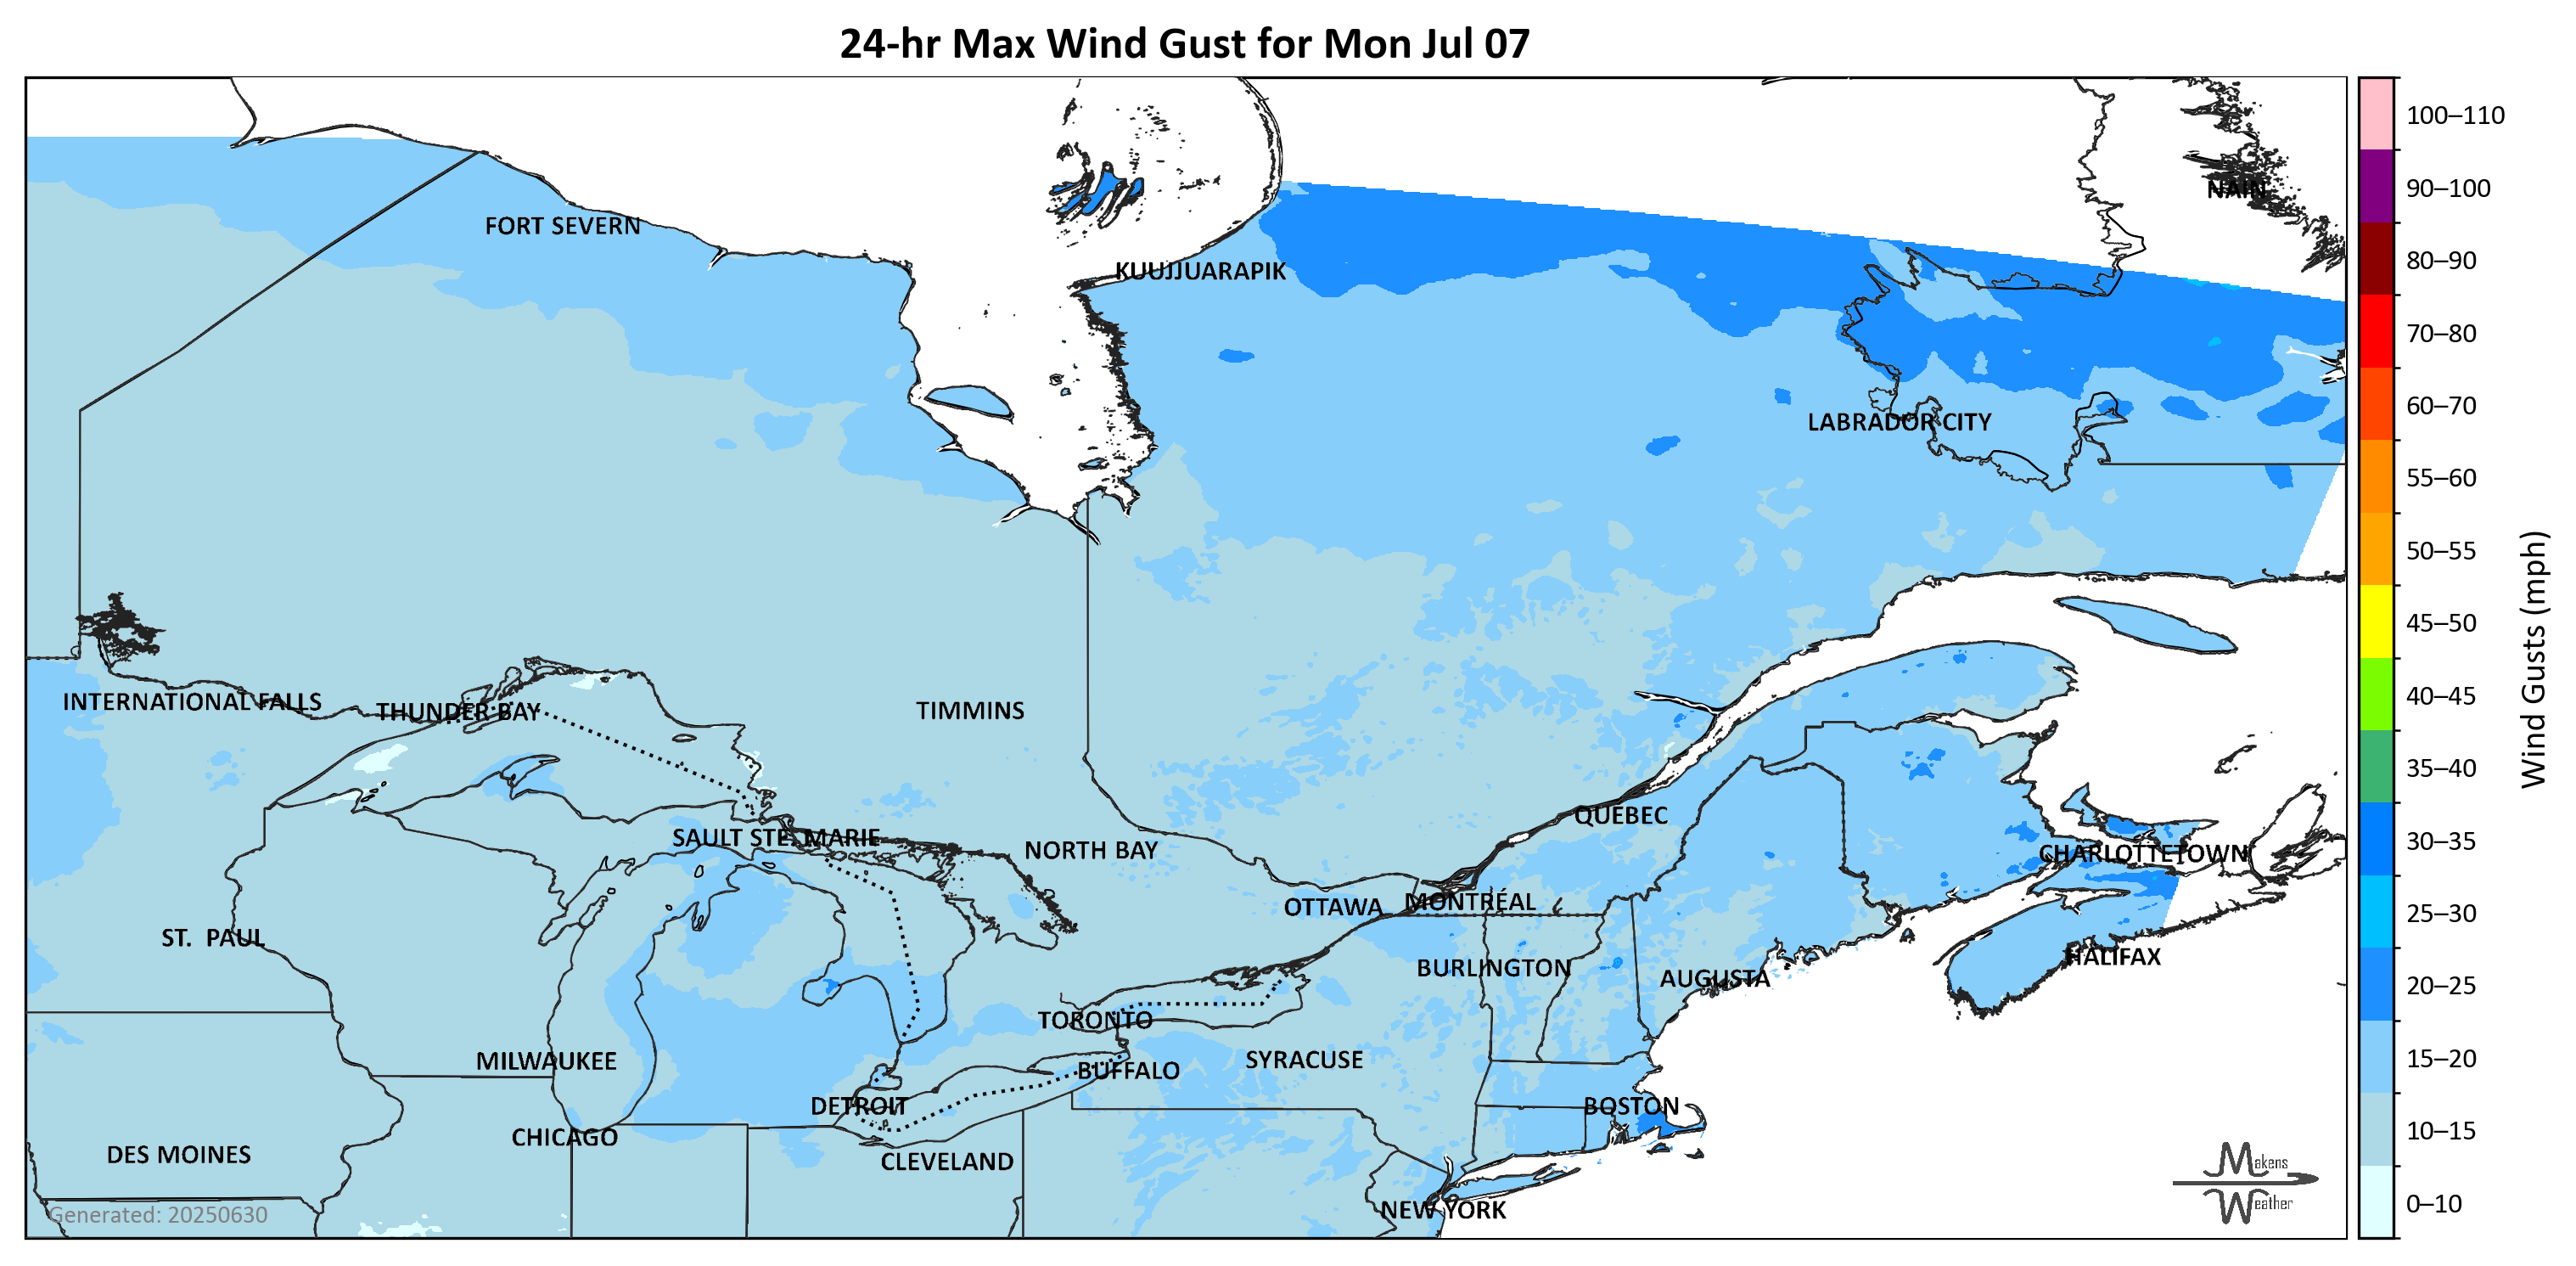 24-hr Max Wind Gust for Mon Jul 07
100–110
90–100
NAIN
FORT SEVERN
80–90
KUUJJUARAPIK
70–80
60–70
LABRADOR CITY
55–60
50–55
45–50
Wind Gusts (mph)
40–45
INTERNATIONAL FALLS
THUNDER BAY
TIMMINS
35–40
QUÉBEC
SAULT STE. MARIE
30–35
NORTH BAY
CHARLOTTETOWN
OTTAWA
MONTRÉAL
25–30
ST. PAUL
HALIFAX
BURLINGTON
AUGUSTA
20–25
TORONTO
MILWAUKEE
SYRACUSE
15–20
BUFFALO
DETROIT
BOSTON
CHICAGO
10–15
DES MOINES
CLEVELAND
Makens
Weather
0–10
NEW YORK
Generated: 20250630